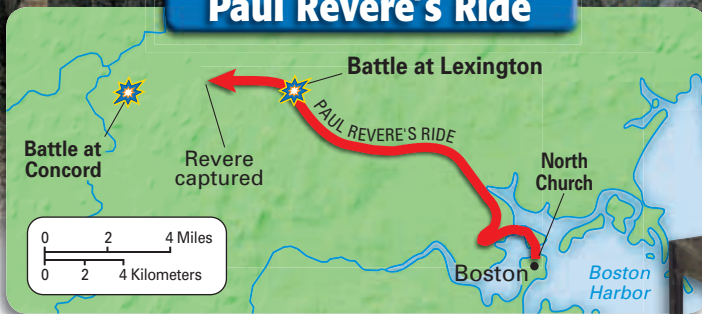 Paul Revere's Ride
Battle at Lexington
PAUL REVERE'S RIDE
Battle at
Concord
Revere
captured
North
Church
0 2 4 Miles
0 2 4 Kilometers
Boston
Boston
Harbor